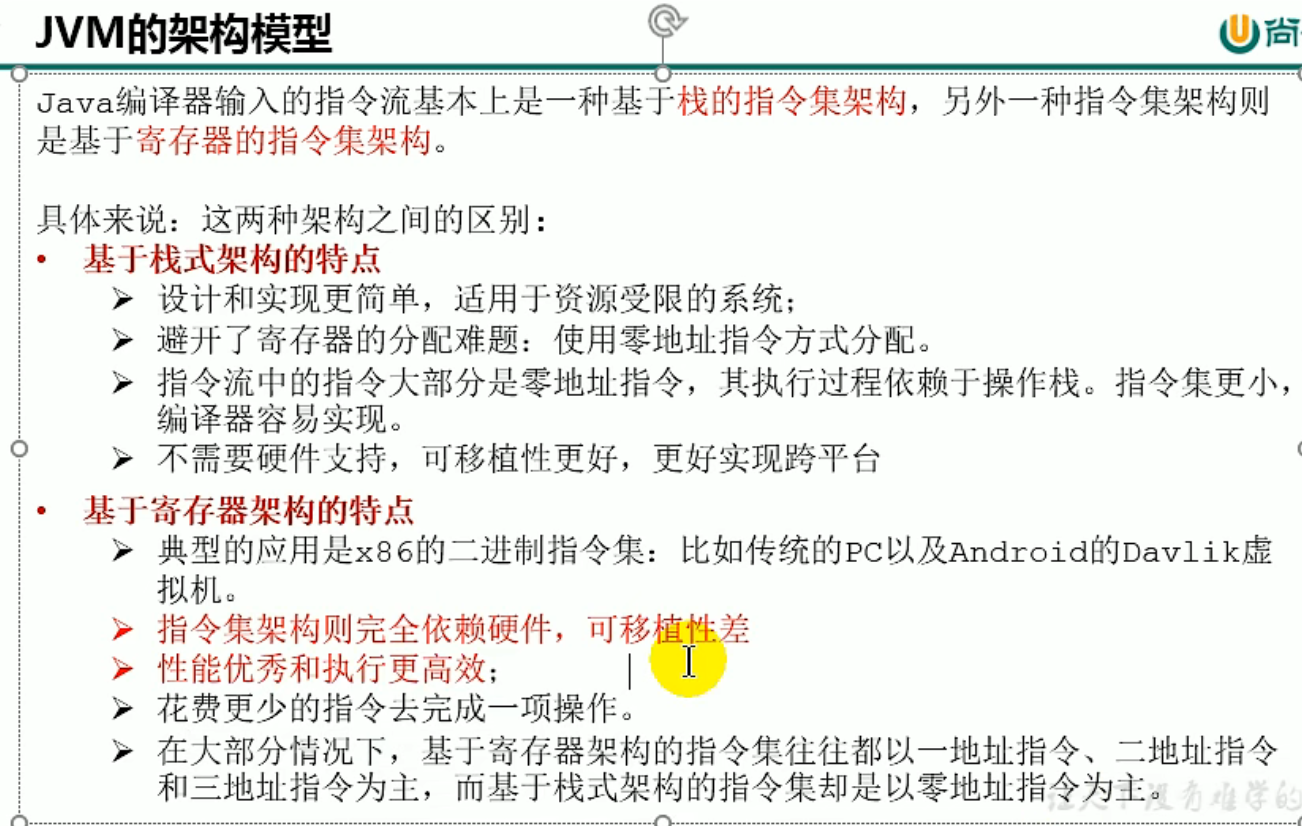 JVM的架构模型
尚
Java编译器输入的指令流基本上是一种基于栈的指令集架构，另外一种指令集架构则
是基于寄存器的指令集架构。
具体来说：这两种架构之间的区别：
• 基于栈式架构的特点
➢ 设计和实现更简单，适用于资源受限的系统；
➢ 避开了寄存器的分配难题：使用零地址指令方式分配。
➢ 指令流中的指令大部分是零地址指令，其执行过程依赖于操作栈。指令集更小，
编译器容易实现。
➢ 不需要硬件支持，可移植性更好，更好实现跨平台
• 基于寄存器架构的特点
➢ 典型的应用是x86的二进制指令集：比如传统的PC以及Android的Davlik虚
拟机。
➢ 指令集架构则完全依赖硬件，可移植性差
➢ 性能优秀和执行更高效；
➢ 花费更少的指令去完成一项操作。
➢ 在大部分情况下，基于寄存器架构的指令集往往都以一地址指令、二地址指令
和三地址指令为主，而基于栈式架构的指令集却是以零地址指令为主。
天下没有难学的